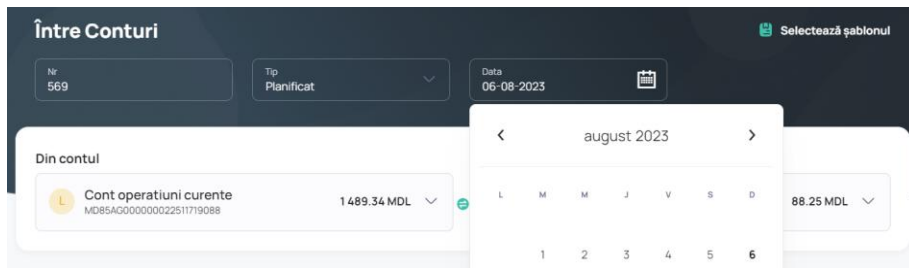 Între Conturi
Selectează șablonul
Nr
569
Tip
Planificat
Data
06-08-2023
august 2023
Din contul
L
Cont operatiuni curente
MD85AG000000022511719088
1 489.34 MDL
L M M J V S D
88.25 MDL
1 2 3 4 5 6